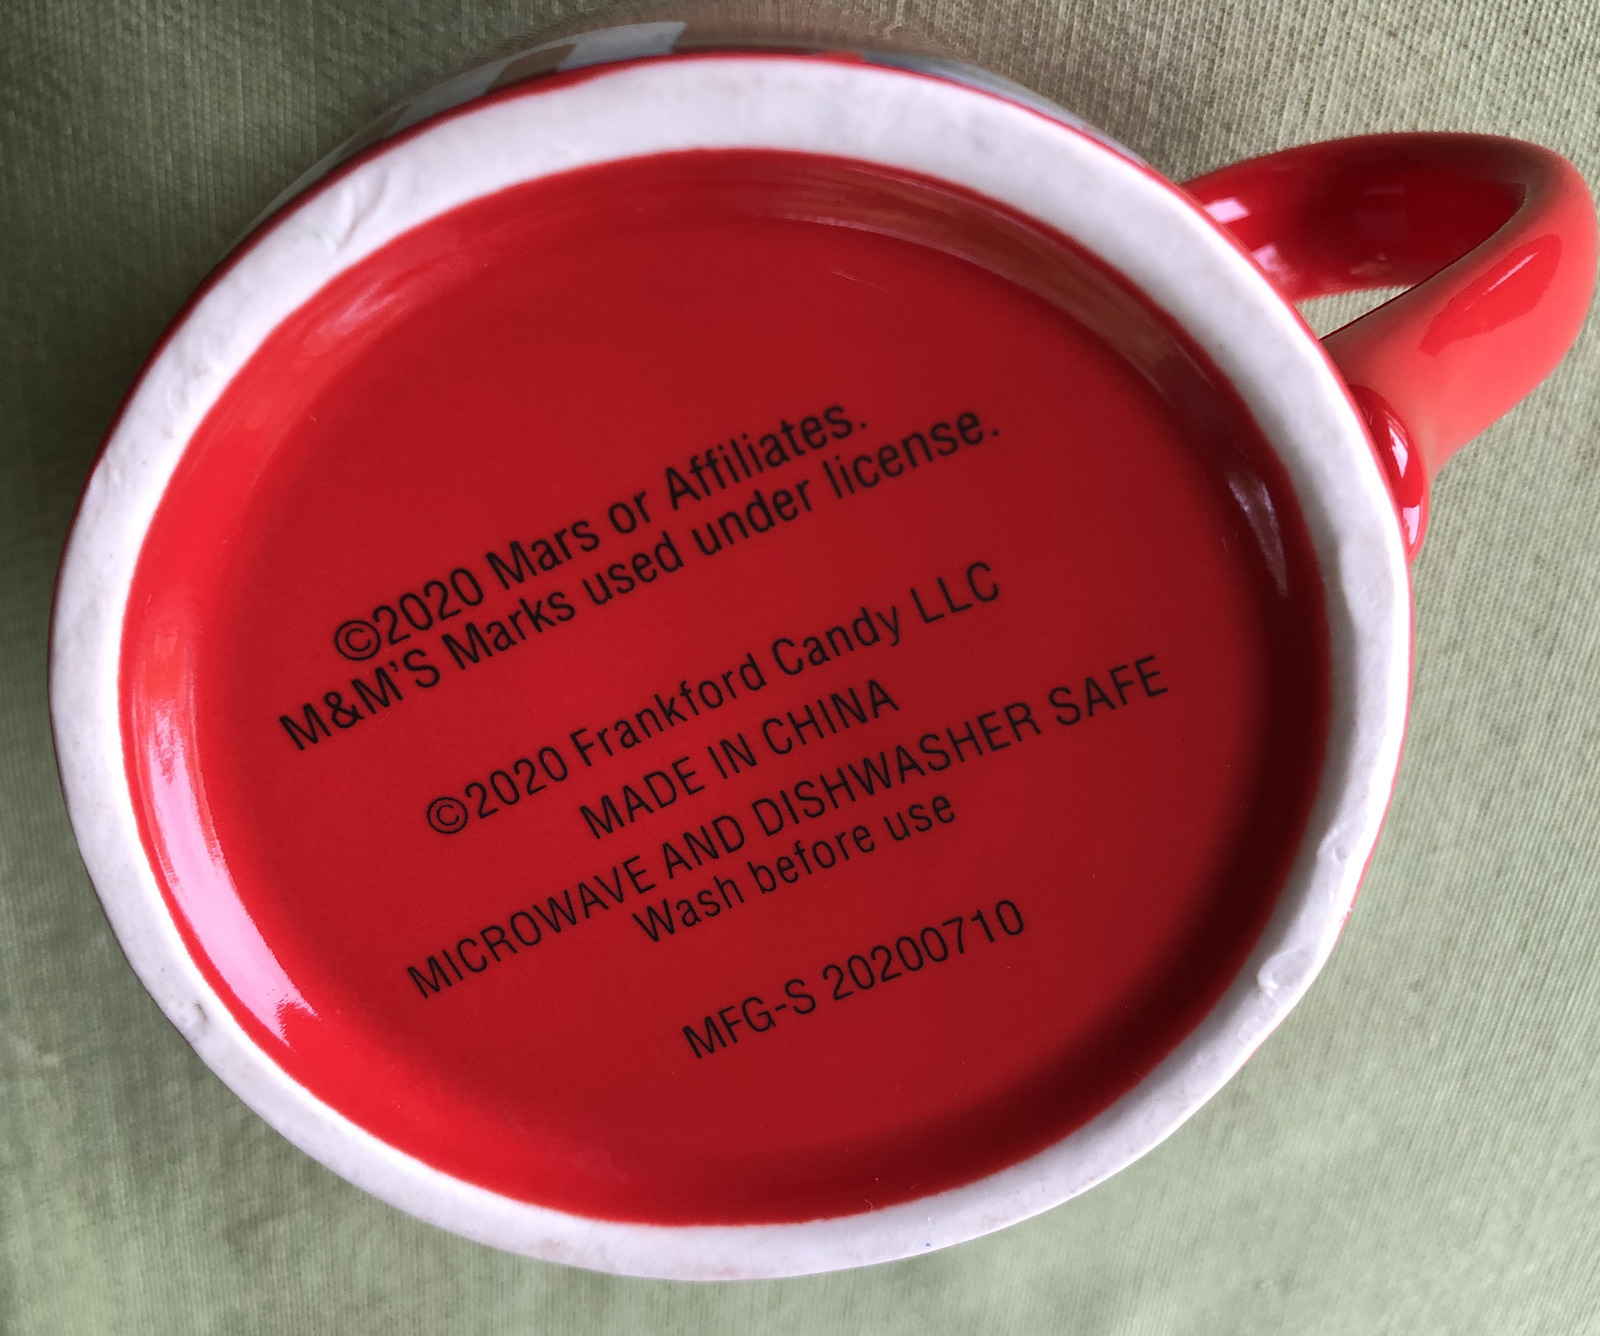 ©2020 Mars or Affiliates.
M&M'S Marks used under license.
©2020 Frankford Candy LLC
MADE IN CHINA
MICROWAVE AND DISHWASHER SAFE
Wash before use
MFG-S 20200710